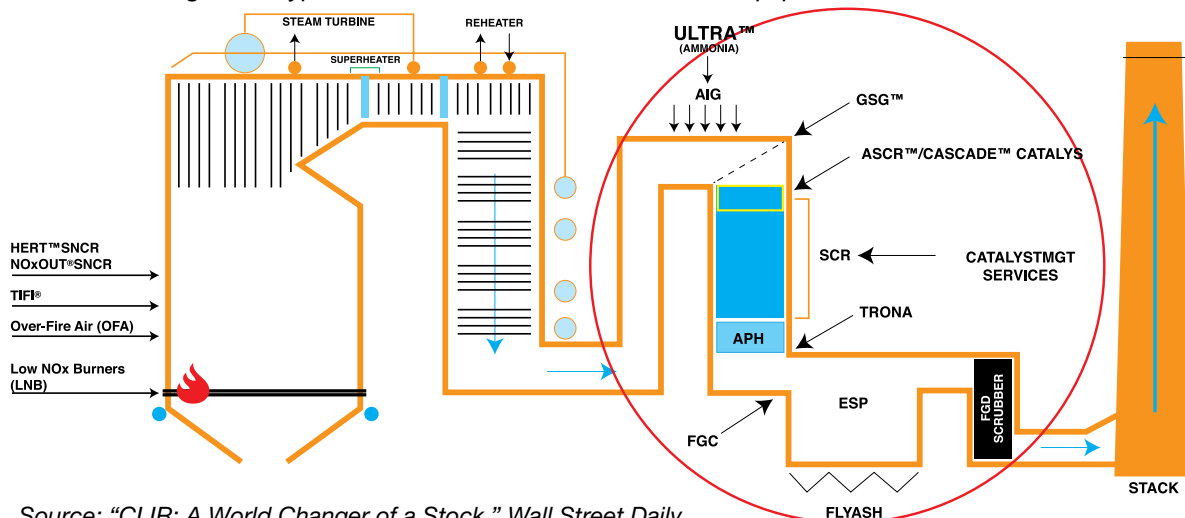 STEAM TURBINE
REHEATER
SUPERHEATER
ULTRA™
(AMMONIA)
AIG
GSG™
ASCR™/CASCADE™ CATALYS
HERT™SNCR
NOxOUT®SNCR
TIFI®
Over-Fire Air (OFA)
Low NOx Burners
(LNB)
SCR
CATALYSTMGT
SERVICES
TRONA
APH
ESP
FGD
SCRUBBER
FGC
FLYASH
STACK
Source: “CLIR: A World Changer of a Stock,” Wall Street Daily